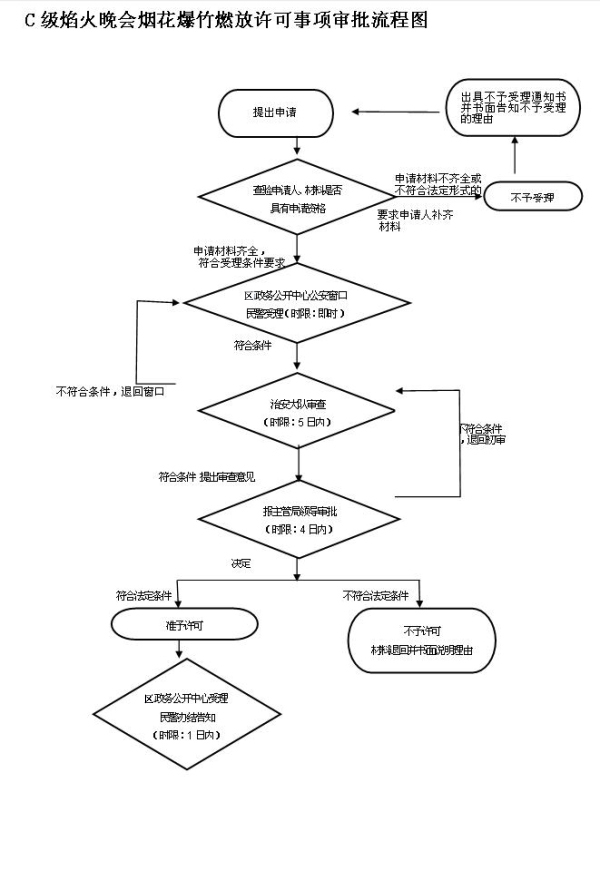 C 级焰火晚会烟花爆竹燃放许可事项审批流程图
提出申请
出具不予受理通知书
并书面告知不予受理
的理由
查验申请人、材料是否
具有申请资格
申请材料不齐全或
不符合法定形式的
不予受理
要求申请人补齐
材料
申请材料齐全，
符合受理条件要求
区政务公开中心公安窗口
民警受理(时限：即时)
符合条件
不符合条件，退回窗口
治安大队审查
(时限：5 日内)
不符合条件
，退回初审
符合条件 提出审查意见
报主管局领导审批
(时限：4 日内)
决定
符合法定条件
不符合法定条件
准予许可
不予许可
材料退回并书面说明理由
区政务公开中心受理
民警办结告知
(时限：1 日内)